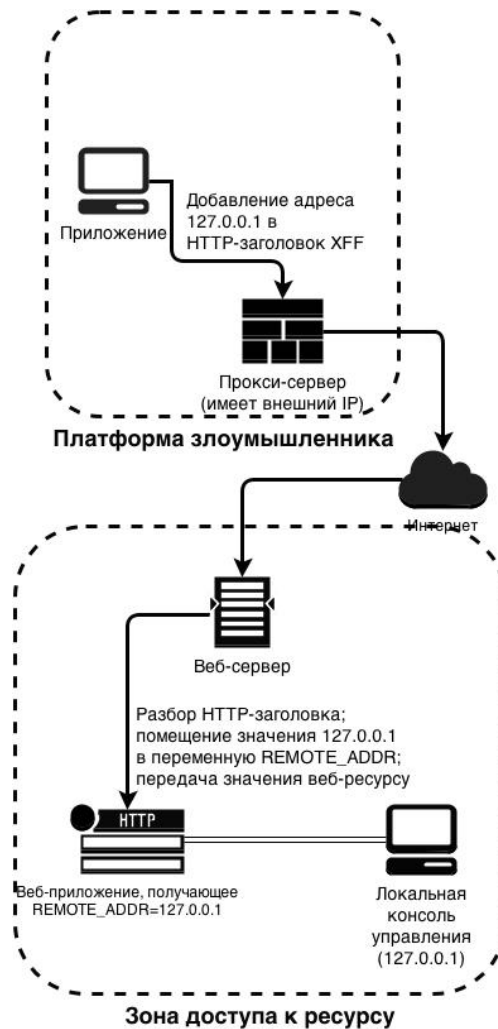 Добавление адреса
127.0.0.1 в
HTTP-заголовок XFF
Приложение
Прокси-сервер
(имеет внешний IP)
Платформа злоумышленника
Интернет
Веб-сервер
Разбор HTTP-заголовка;
помещение значения 127.0.0.1
в переменную REMOTE_ADDR;
передача значения веб-ресурсу
HTTP
Веб-приложение, получающее
REMOTE_ADDR=127.0.0.1
Локальная
консоль
управления
(127.0.0.1)
Зона доступа к ресурсу